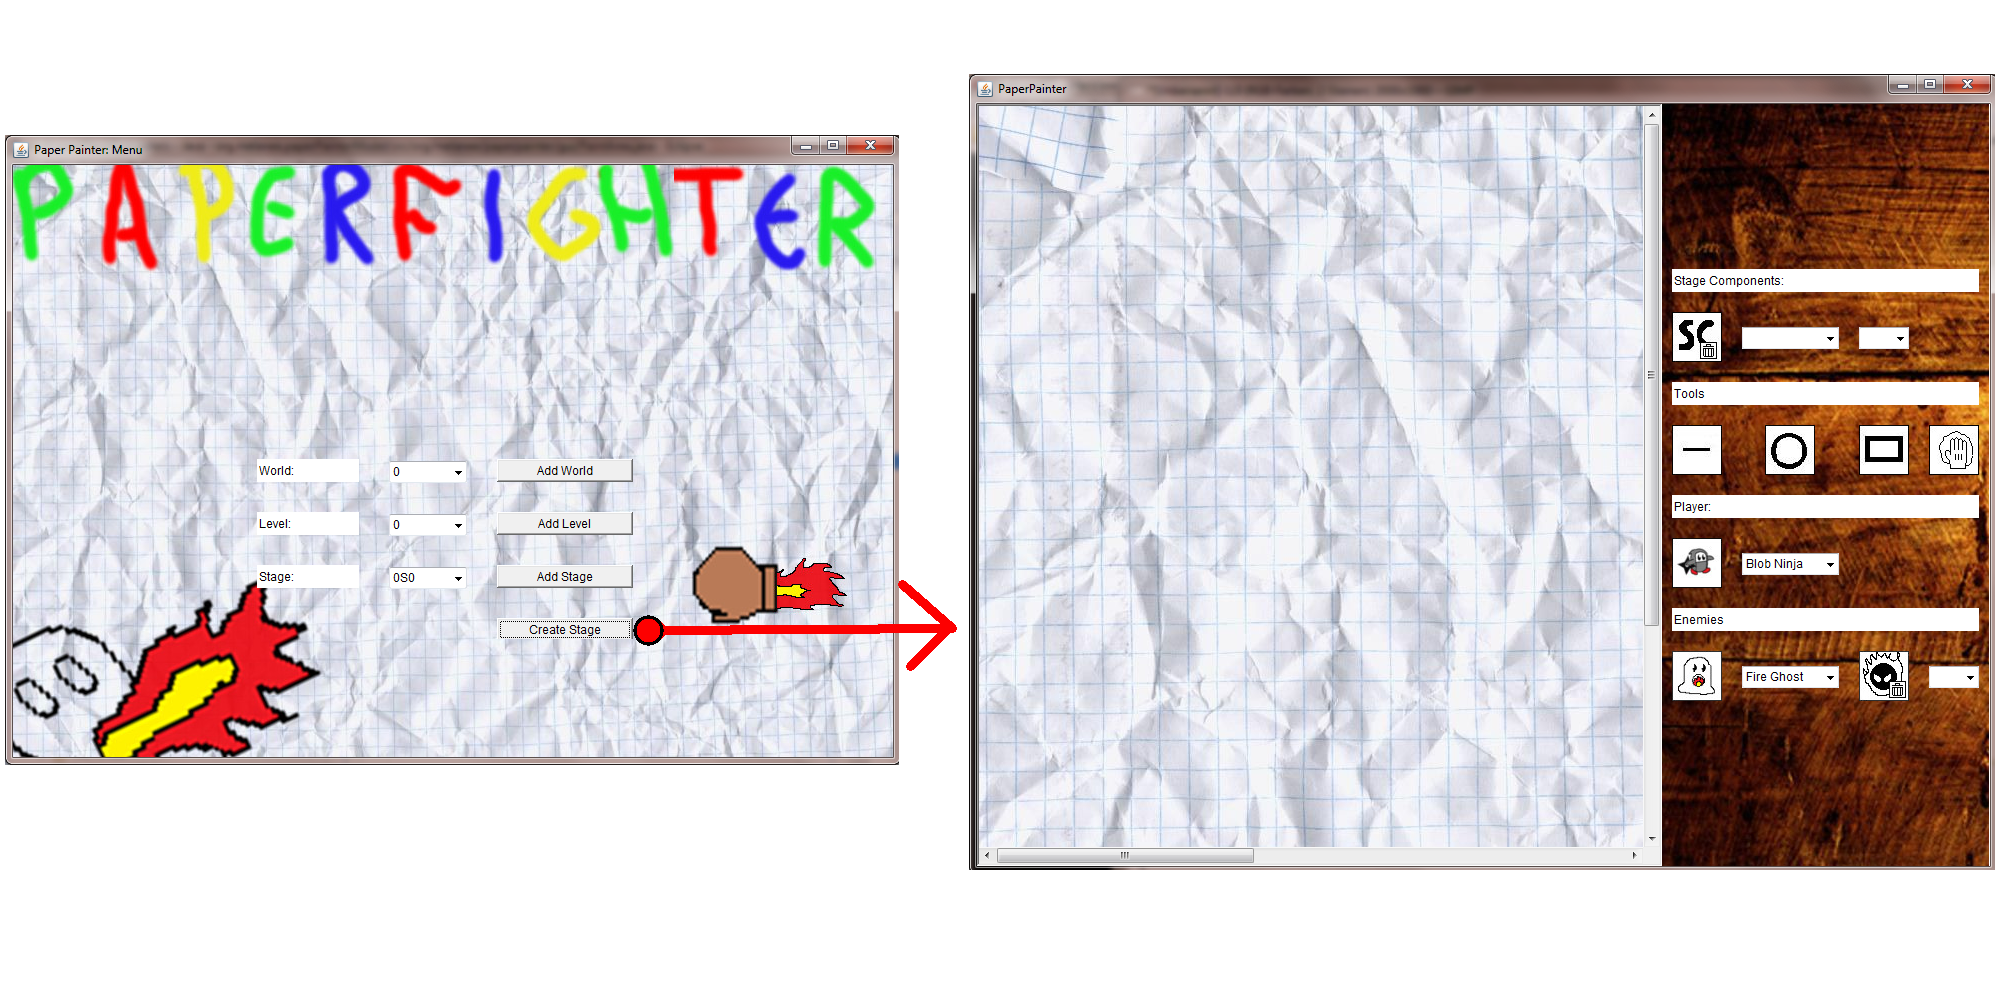 Paper Painter: Menu
PAPERFIGHTER
World:
0
Add World
Level:
0
Add Level
Stage:
0S0
Add Stage
Create Stage
PaperPainter
Stage Components:
SC
Tools
Player:
Blob Ninja
Enemies
Fire Ghost